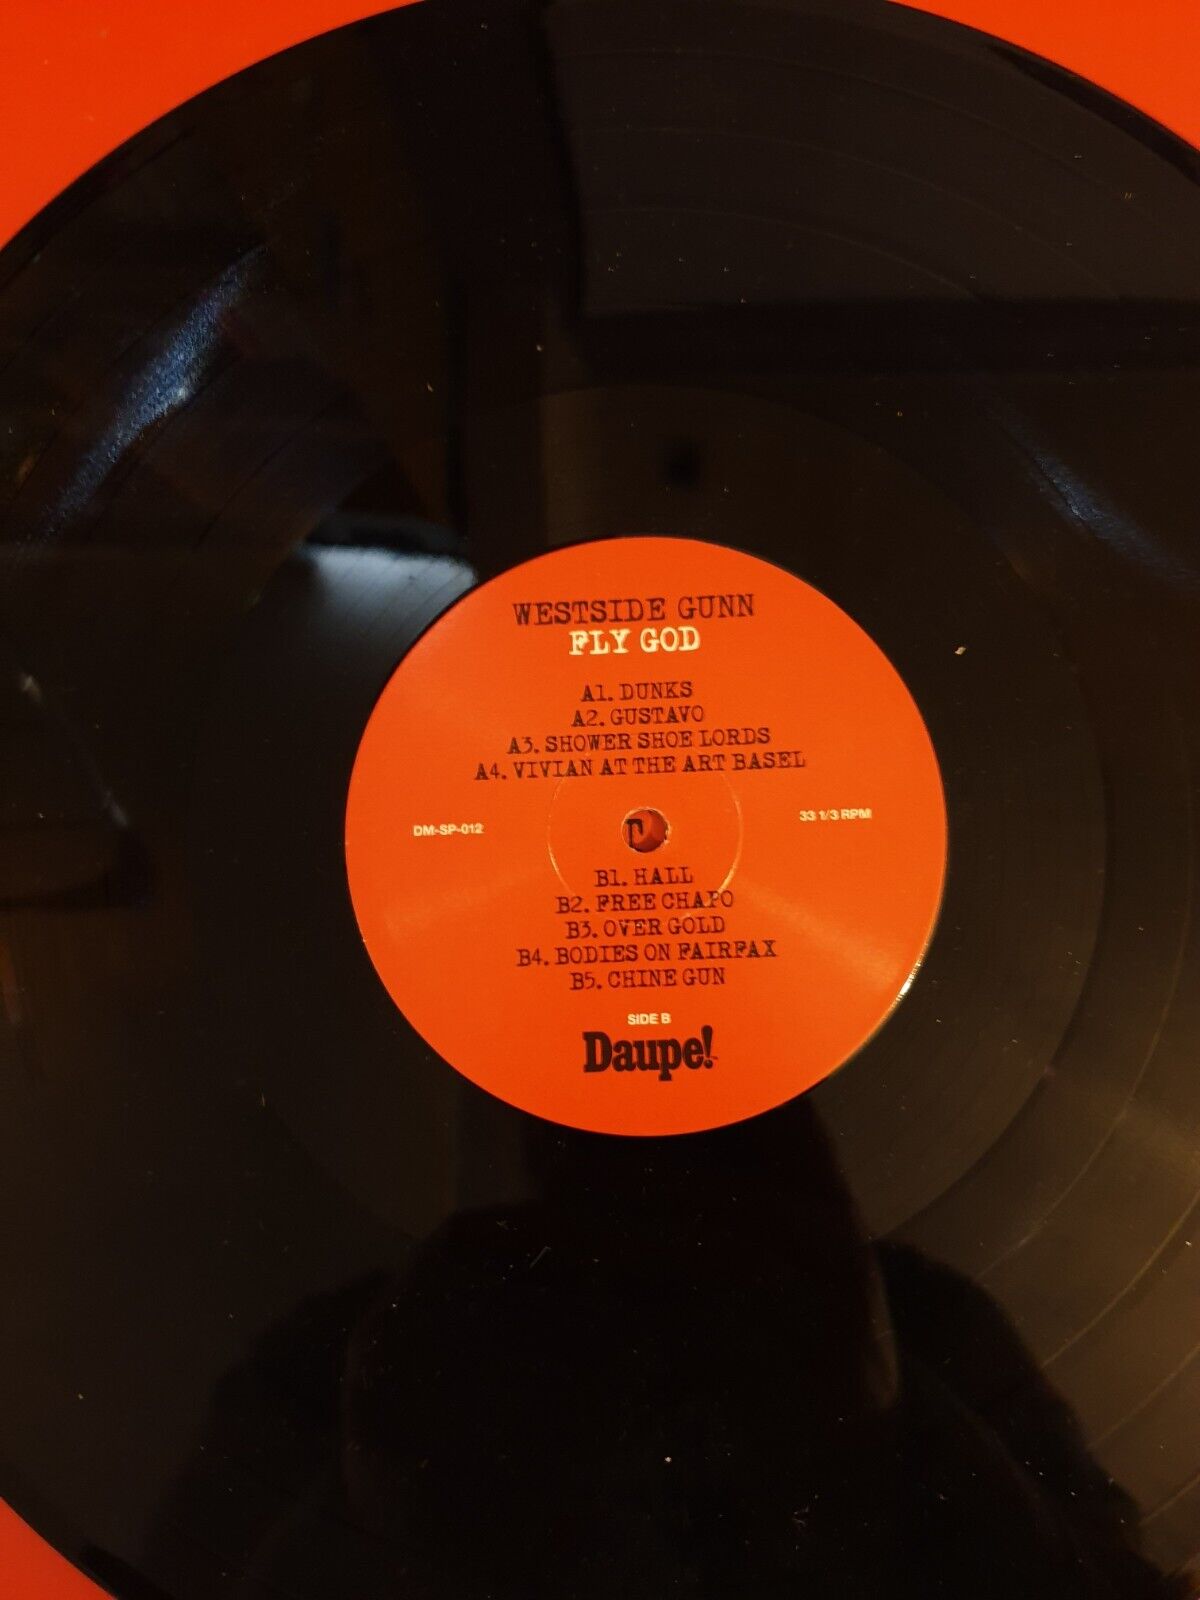 WESTSIDE GUNN
FLY GOD
A1. DUNKS
A2. GUSTAVO
A3. SHOWER SHOE LORDS
A4. VIVIAN AT THE ART BASEL
DM-SP-012
33 1/3 RPM
B1. HALL
B2. FREE CHAPO
B3. OVER GOLD
B4. BODIES ON FAIRFAX
B5. CHINE GUN
SIDE B
Daupe!